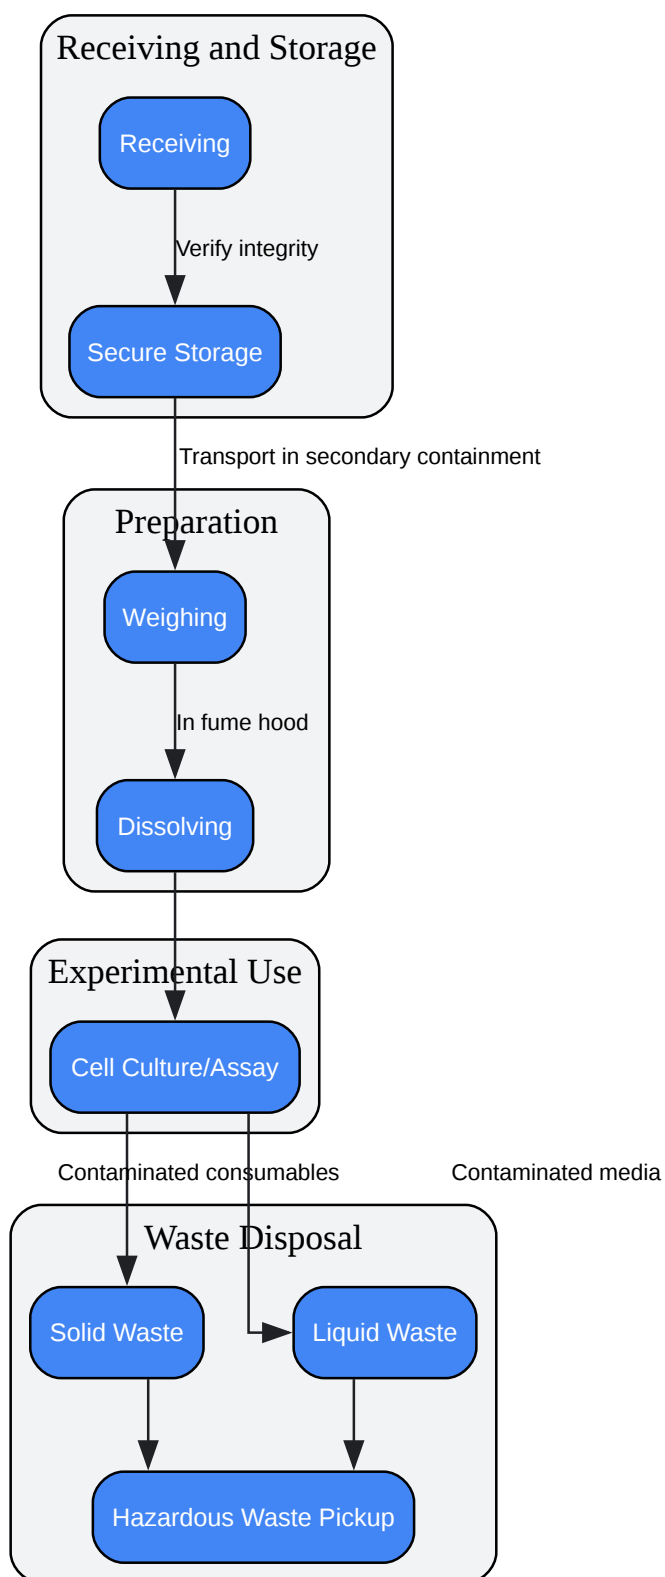 Receiving and Storage
Receiving
Verify integrity
Secure Storage
Transport in secondary containment
Preparation
Weighing
In fume hood
Dissolving
Experimental Use
Cell Culture/Assay
Contaminated consumables
Contaminated media
Waste Disposal
Solid Waste
Liquid Waste
Hazardous Waste Pickup